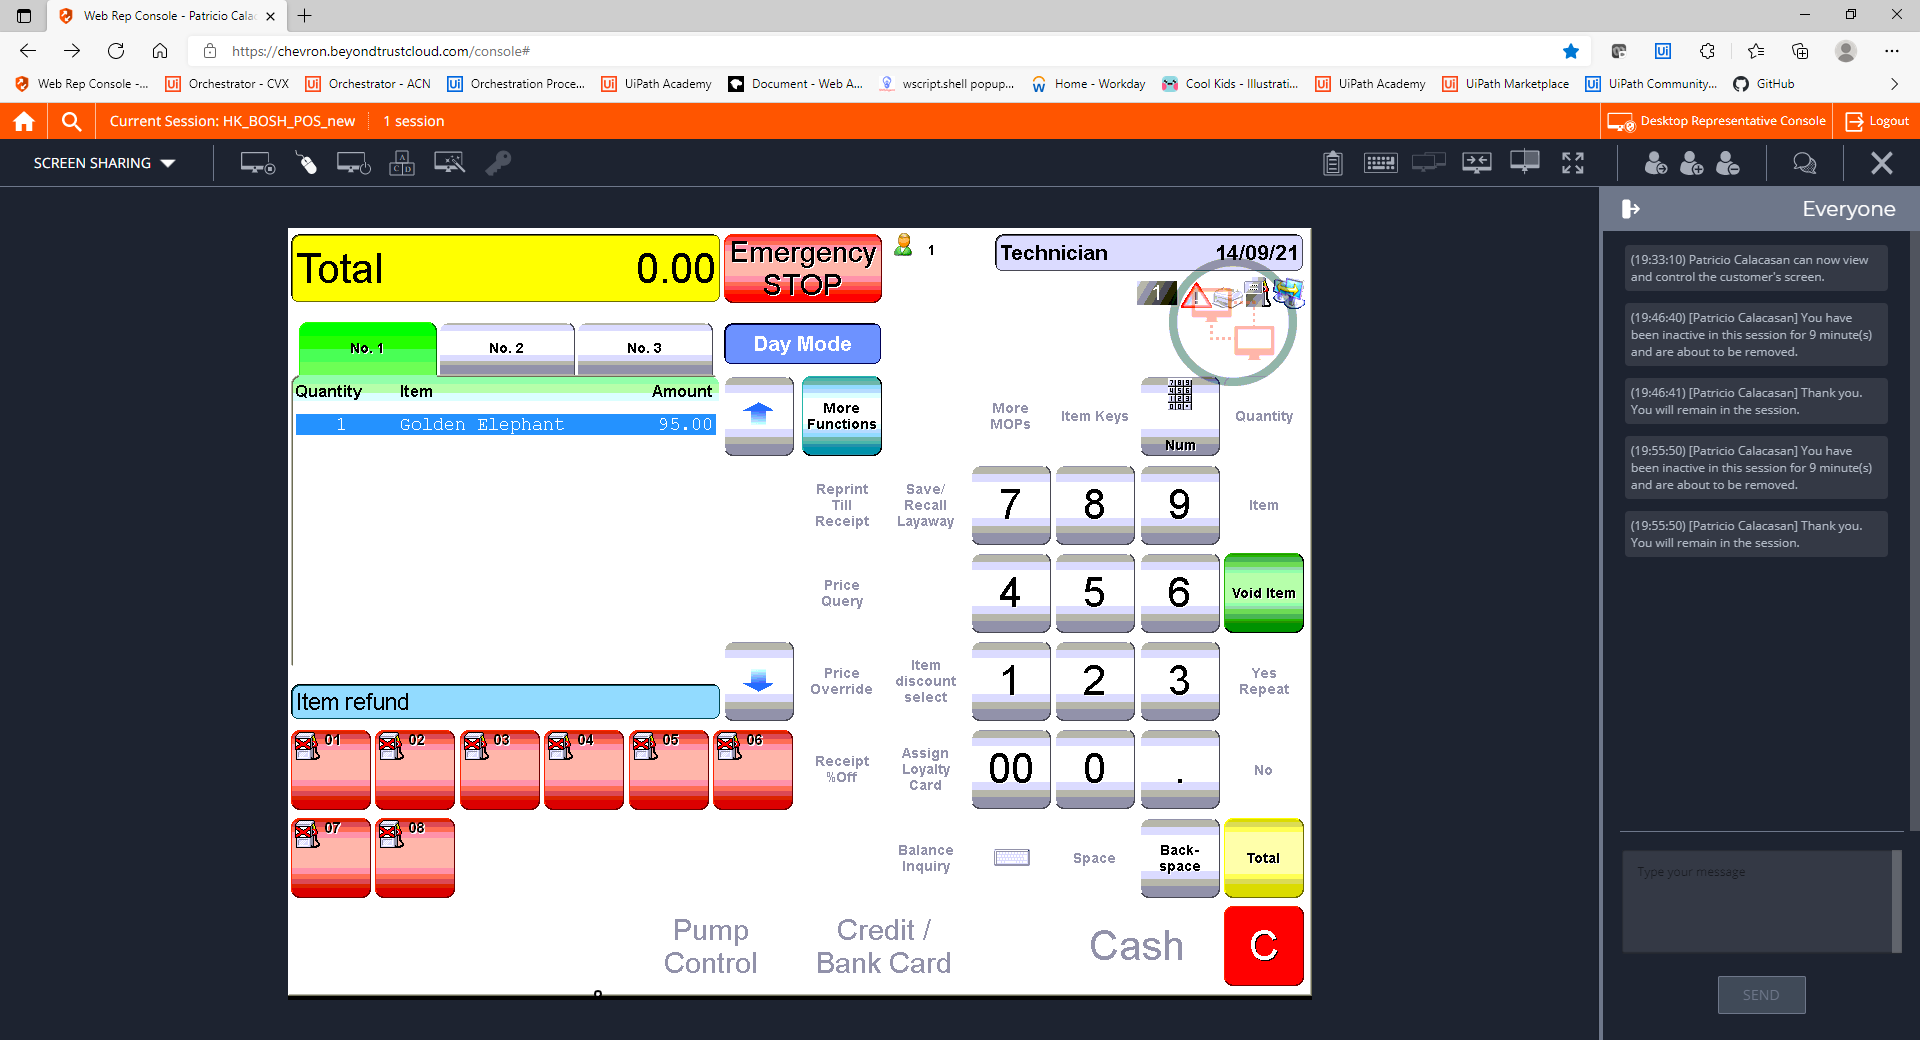 Web Rep Console - Patricio Cala
https://chevron.beyondtrustcloud.com/console#
Web Rep Console -...
Orchestrator - CVX
Orchestrator - ACN
Orchestration Proce...
UiPath Academy
Document - Web A...
wscript.shell popup...
Home - Workday
Cool Kids - Illustrati...
UiPath Academy
UiPath Marketplace
UiPath Community...
GitHub
Current Session: HK_BOSH_POS_new
1 session
Desktop Representative Console
Logout
SCREEN SHARING
Everyone
(19:33:10) Patricio Calacasan can now view
and control the customer's screen.
(19:46:40) [Patricio Calacasan] You have
been inactive in this session for 9 minute(s)
and are about to be removed.
(19:46:41) [Patricio Calacasan] Thank you.
You will remain in the session.
(19:55:50) [Patricio Calacasan] You have
been inactive in this session for 9 minute(s)
and are about to be removed.
(19:55:50) [Patricio Calacasan] Thank you.
You will remain in the session.
Type your message
SEND
Total 0.00
Emergency
STOP
1
Technician 14/09/21
1
No. 1
No. 2
No. 3
Day Mode
Quantity Item Amount
1 Golden Elephant 95.00
More
Functions
More
MOPs
Item Keys
Num
Quantity
Reprint
Till
Receipt
Save/
Recall
Layaway
7
8
9
Item
Price
Query
4
5
6
Void Item
Price
Override
Item
discount
select
1
2
3
Yes
Repeat
Item refund
01
02
03
04
05
06
Receipt
%Off
Assign
Loyalty
Card
00
0
.
No
07
08
Balance
Inquiry
Space
Back-
space
Total
Pump
Control
Credit /
Bank Card
Cash
C